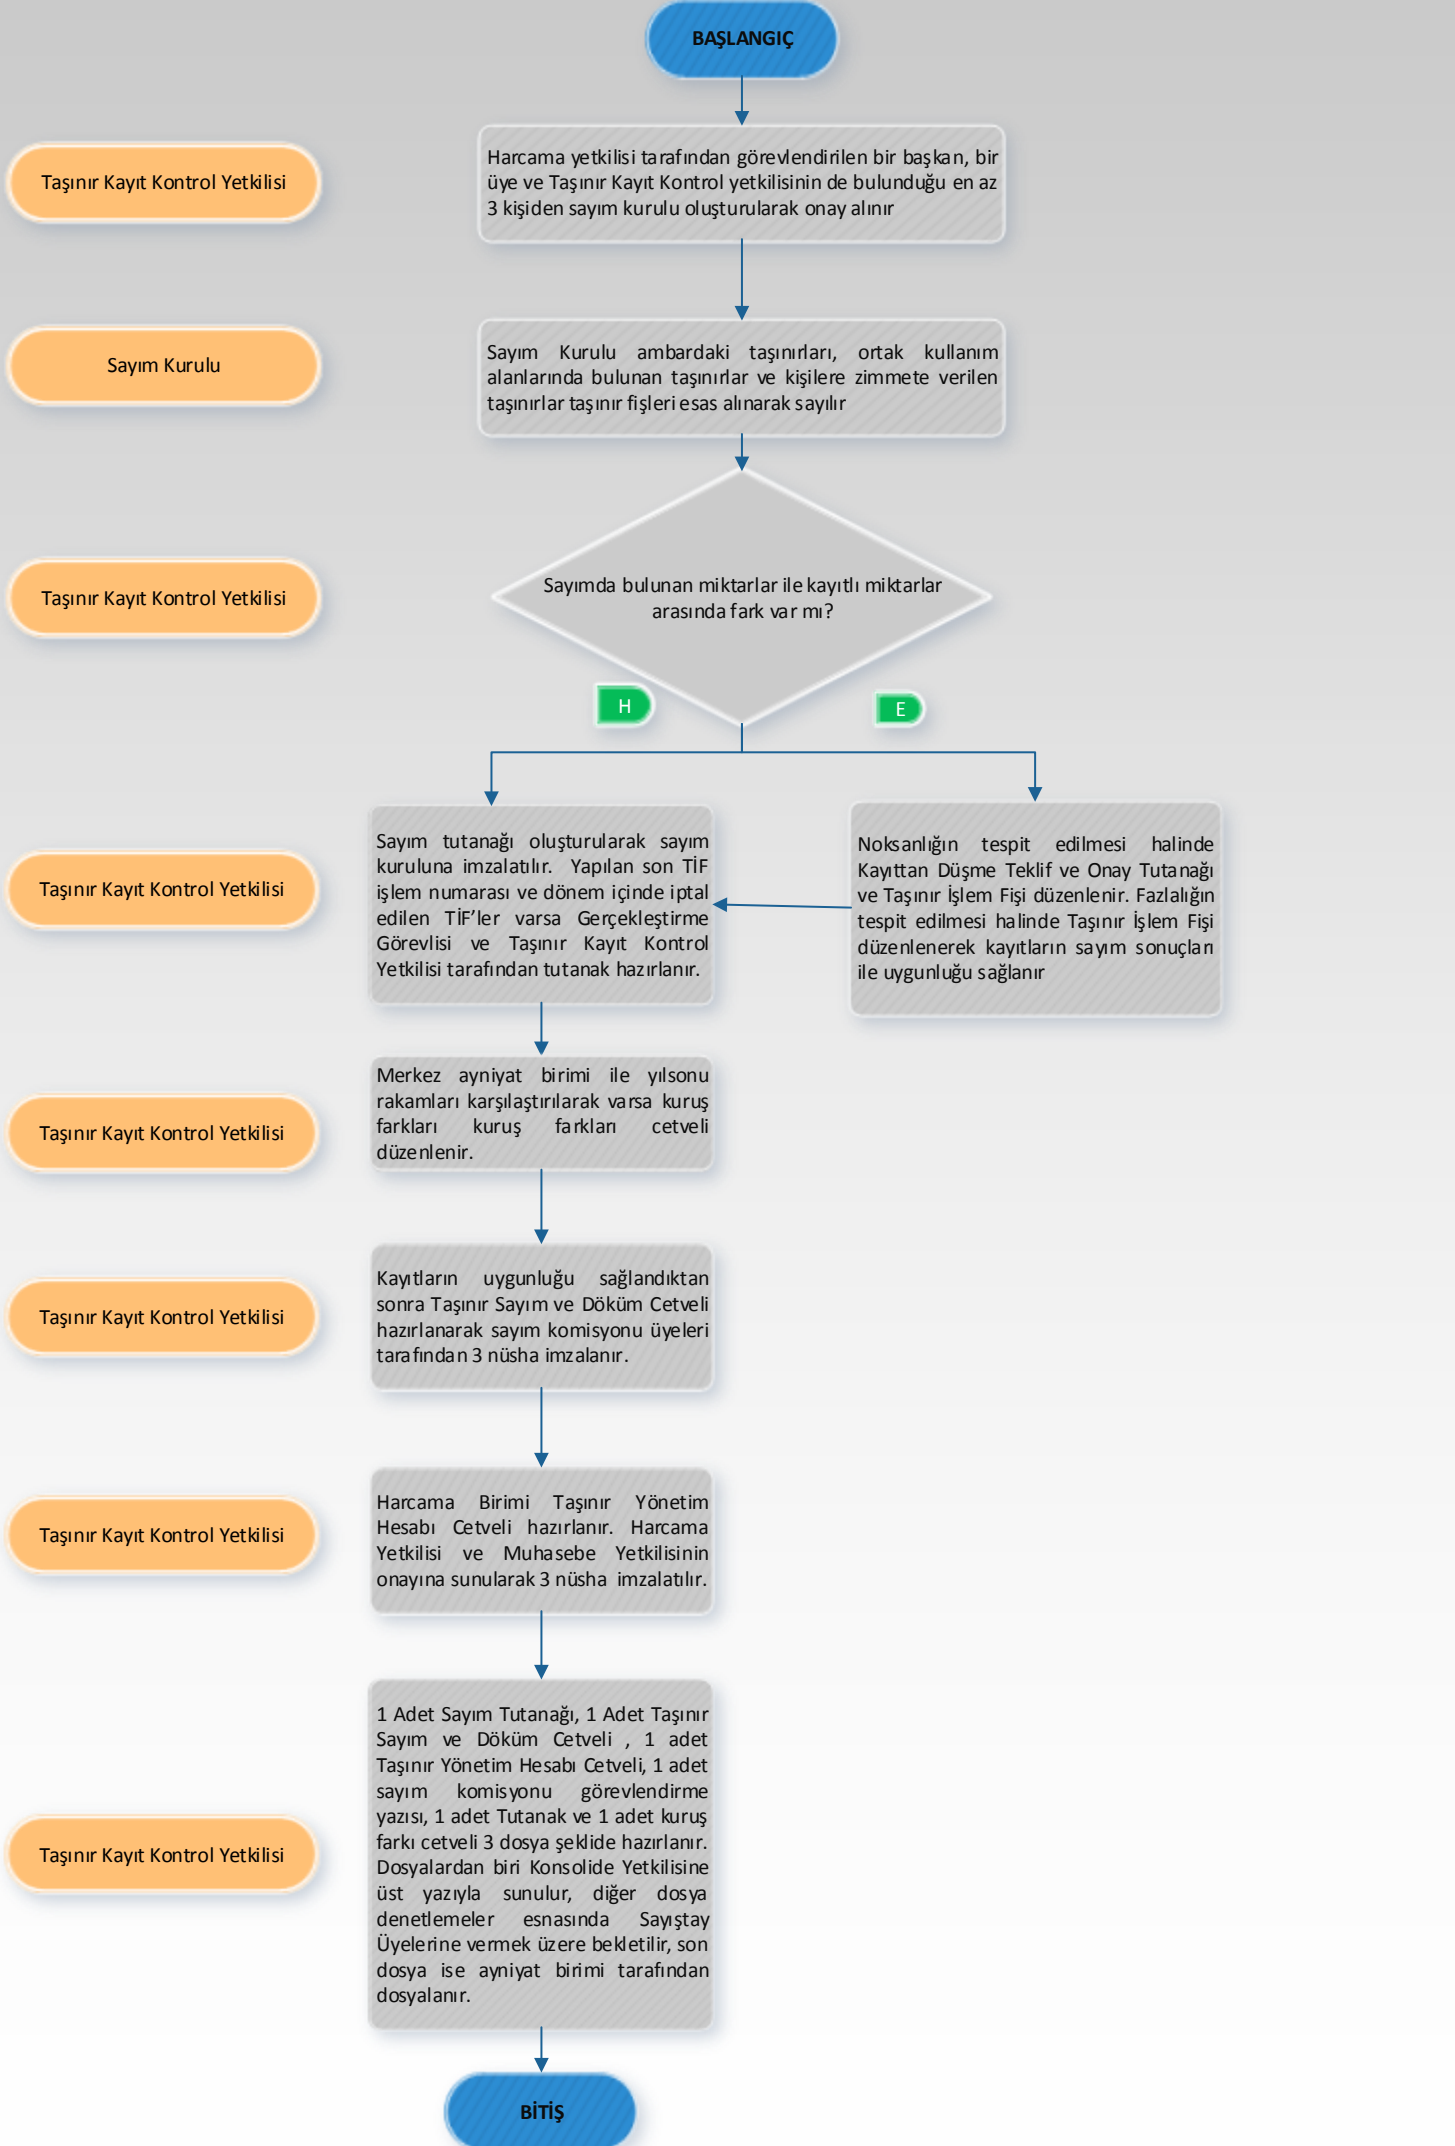 BAŞLANGIÇ
Taşınır Kayıt Kontrol Yetkilisi
Harcama yetkilisi tarafından görevlendirilen bir başkan, bir
üye ve Taşınır Kayıt Kontrol yetkilisinin de bulunduğu en az
3 kişiden sayım kurulu oluşturularak onay alınır
Sayım Kurulu
Sayım Kurulu ambardaki taşınırları, ortak kullanım
alanlarında bulunan taşınırlar ve kişilere zimmete verilen
taşınırlar taşınır fişleri esas alınarak sayılır
Taşınır Kayıt Kontrol Yetkilisi
Sayımda bulunan miktarlar ile kayıtlı miktarlar
arasında fark var mı?
H
E
Taşınır Kayıt Kontrol Yetkilisi
Sayım tutanağı oluşturularak sayım
kuruluna imzalatılır. Yapılan son TİF
işlem numarası ve dönem içinde iptal
edilen TİF’ler varsa Gerçekleştirme
Görevlisi ve Taşınır Kayıt Kontrol
Yetkilisi tarafından tutanak hazırlanır.
Noksanlığın tespit edilmesi halinde
Kayıttan Düşme Teklif ve Onay Tutanağı
ve Taşınır İşlem Fişi düzenlenir. Fazlalığın
tespit edilmesi halinde Taşınır İşlem Fişi
düzenlenerek kayıtların sayım sonuçları
ile uygunluğu sağlanır
Taşınır Kayıt Kontrol Yetkilisi
Merkez ayniyat birimi ile yılsonu
rakamları karşılaştırılarak varsa kuruş
farkları kuruş farkları cetveli
düzenlenir.
Taşınır Kayıt Kontrol Yetkilisi
Kayıtların uygunluğu sağlandıktan
sonra Taşınır Sayım ve Döküm Cetveli
hazırlanarak sayım komisyonu üyeleri
tarafından 3 nüsha imzalanır.
Taşınır Kayıt Kontrol Yetkilisi
Harcama Birimi Taşınır Yönetim
Hesabı Cetveli hazırlanır. Harcama
Yetkilisi ve Muhasebe Yetkilisinin
onayına sunularak 3 nüsha imzalatılır.
Taşınır Kayıt Kontrol Yetkilisi
1 Adet Sayım Tutanağı, 1 Adet Taşınır
Sayım ve Döküm Cetveli , 1 adet
Taşınır Yönetim Hesabı Cetveli, 1 adet
sayım komisyonu görevlendirme
yazısı, 1 adet Tutanak ve 1 adet kuruş
farkı cetveli 3 dosya şeklide hazırlanır.
Dosyalardan biri Konsolide Yetkilisine
üst yazıyla sunulur, diğer dosya
denetlemeler esnasında Sayıştay
Üyelerine vermek üzere bekletilir, son
dosya ise ayniyat birimi tarafından
dosyalanır.
BİTİŞ